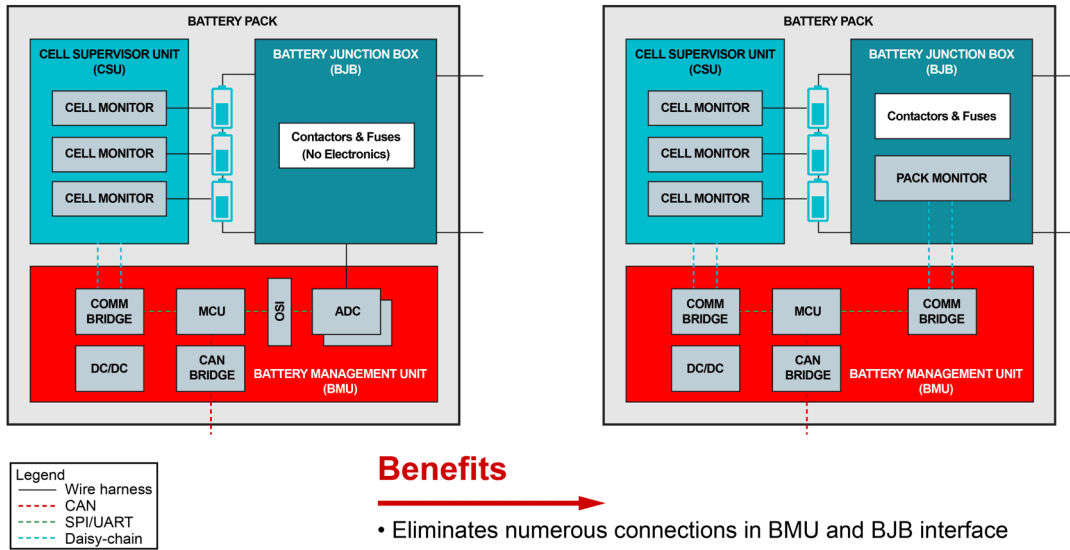 BATTERY PACK
CELL SUPERVISOR UNIT
(CSU)
CELL MONITOR
CELL MONITOR
CELL MONITOR
BATTERY JUNCTION BOX
(BJB)
Contactors & Fuses
(No Electronics)
COMM
BRIDGE
MCU
OSI
ADC
DC/DC
CAN
BRIDGE
BATTERY MANAGEMENT UNIT
(BMU)
BATTERY PACK
CELL SUPERVISOR UNIT
(CSU)
CELL MONITOR
CELL MONITOR
CELL MONITOR
BATTERY JUNCTION BOX
(BJB)
Contactors & Fuses
PACK MONITOR
COMM
BRIDGE
MCU
COMM
BRIDGE
DC/DC
CAN
BRIDGE
BATTERY MANAGEMENT UNIT
(BMU)
Legend
Wire harness
CAN
SPI/UART
Daisy-chain
Benefits
• Eliminates numerous connections in BMU and BJB interface